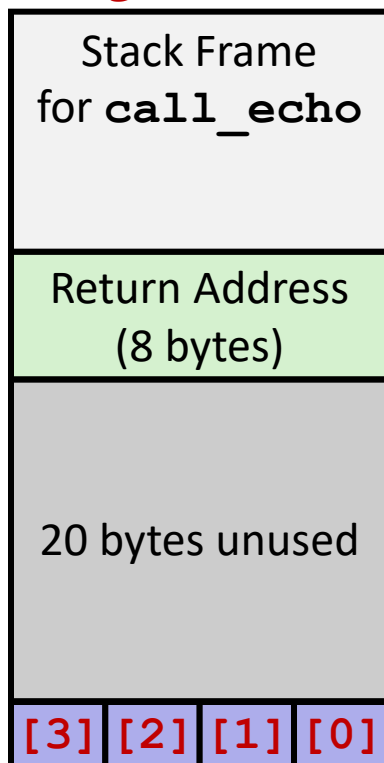 Stack Frame
for call_echo
Return Address
(8 bytes)
20 bytes unused
[3] [2] [1] [0]